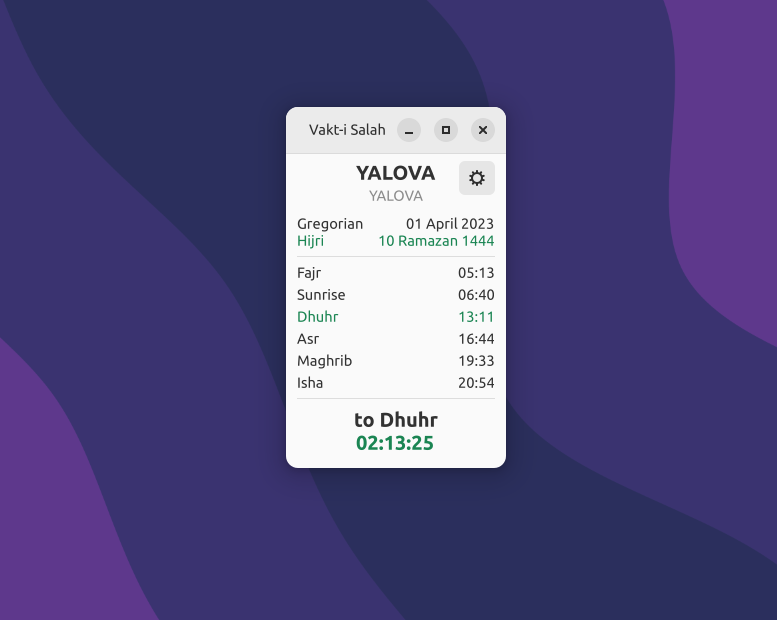 Vakt-i Salah
YALOVA
YALOVA
Gregorian 01 April 2023
Hijri 10 Ramazan 1444
Fajr 05:13
Sunrise 06:40
Dhuhr 13:11
Asr 16:44
Maghrib 19:33
Isha 20:54
to Dhuhr
02:13:25